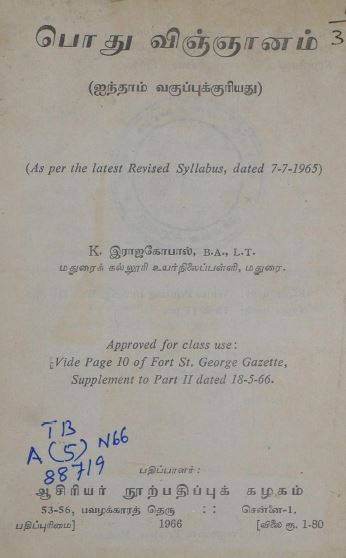 3
பொது விஞ்ஞானம்
(ஐந்தாம் வகுப்புக்குரியது)
(As per the latest Revised Syllabus, dated 7-7-1965)
K. இராஜகோபால், B.A., L.T.
மதுரைக் கல்லூரி உயர்நிலைப்பள்ளி, மதுரை.
Approved for class use:
Vide Page 10 of Fort St. George Gazette,
Supplement to Part II dated 18-5-66.
TB
A (5) N66
88719
பதிப்பாளர்:
ஆசிரியர் நூற்பதிப்புக் கழகம்
53-56, பவழக்காரத் தெரு :: சென்னை-1.
பதிப்புரிமை] 1966 [விலை ரூ. 1-80